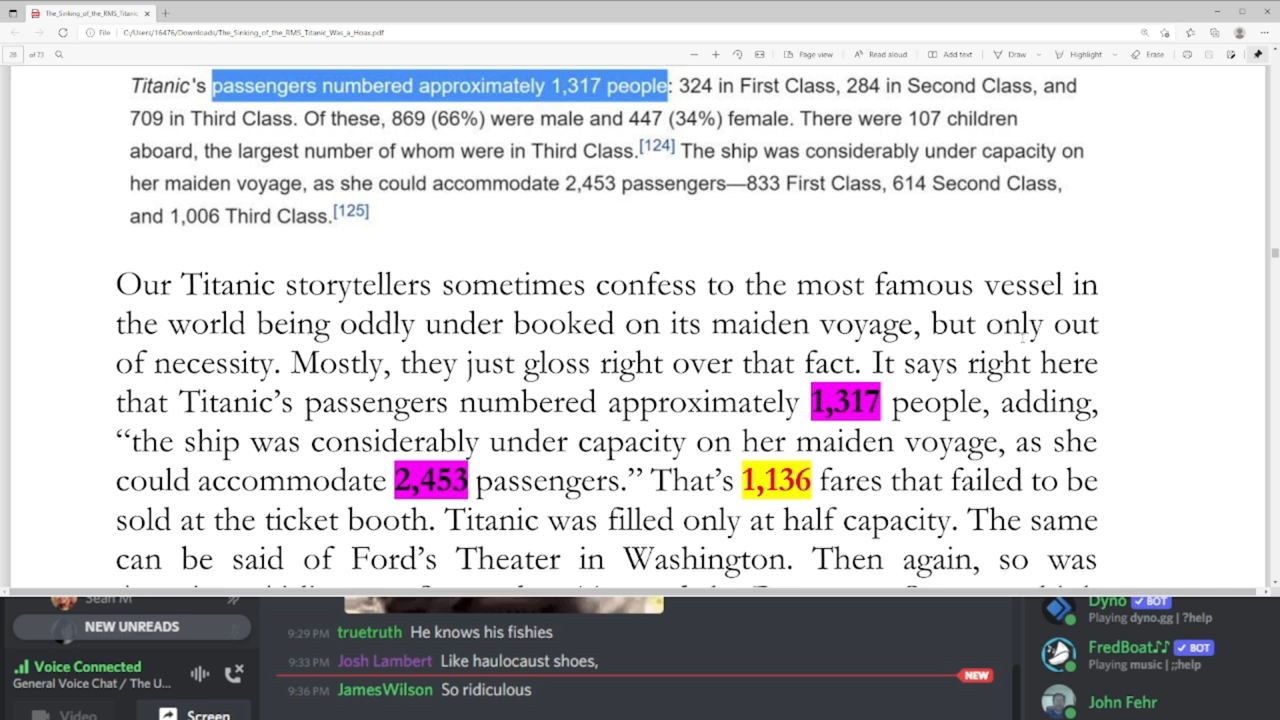 The_Sinking_of_the_RMS_Titanic_
File C:/Users/16476/Downloads/The_Sinking_of_the_RMS_Titanic_Was_a_Hoax.pdf
28 of 73 Page view Read aloud Add text Draw Highlight Erase
Titanic's passengers numbered approximately 1,317 people: 324 in First Class, 284 in Second Class, and
709 in Third Class. Of these, 869 (66%) were male and 447 (34%) female. There were 107 children
aboard, the largest number of whom were in Third Class.[124] The ship was considerably under capacity on
her maiden voyage, as she could accommodate 2,453 passengers—833 First Class, 614 Second Class,
and 1,006 Third Class.[125]
Our Titanic storytellers sometimes confess to the most famous vessel in
the world being oddly under booked on its maiden voyage, but only out
of necessity. Mostly, they just gloss right over that fact. It says right here
that Titanic's passengers numbered approximately 1,317 people, adding,
“the ship was considerably under capacity on her maiden voyage, as she
could accommodate 2,453 passengers.” That's 1,136 fares that failed to be
sold at the ticket booth. Titanic was filled only at half capacity. The same
can be said of Ford's Theater in Washington. Then again, so was
Sean M
NEW UNREADS
Voice Connected
General Voice Chat / The U...
Video Screen
9:29 PM truetruth He knows his fishies
9:33 PM Josh Lambert Like haulocaust shoes,
NEW
9:36 PM JamesWilson So ridiculous
Dyno BOT
Playing dyno.gg | ?help
FredBoat♪♪ BOT
Playing music | ;;help
John Fehr